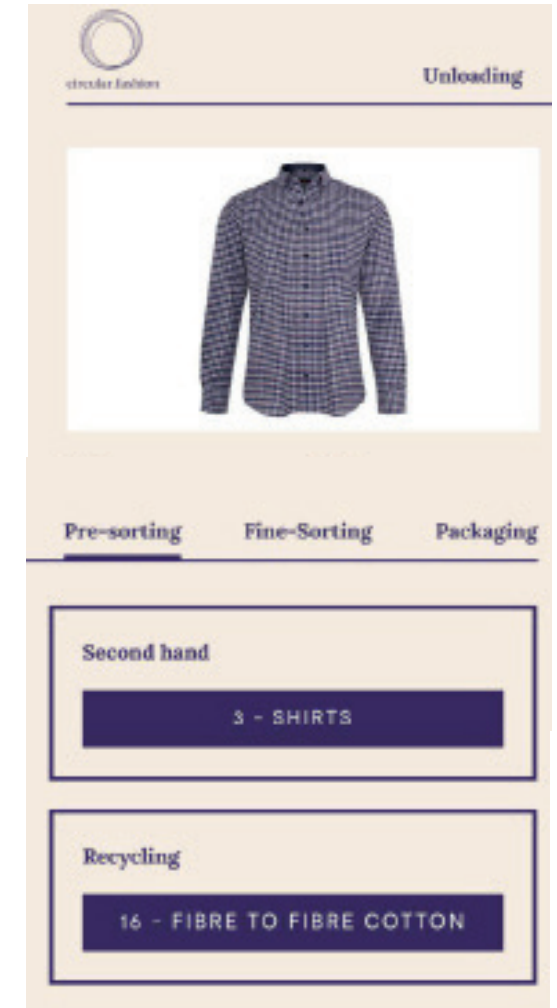 circular.fashion
Unloading
Pre-sorting Fine-Sorting Packaging
Second hand
3 - SHIRTS
Recycling
16 - FIBRE TO FIBRE COTTON